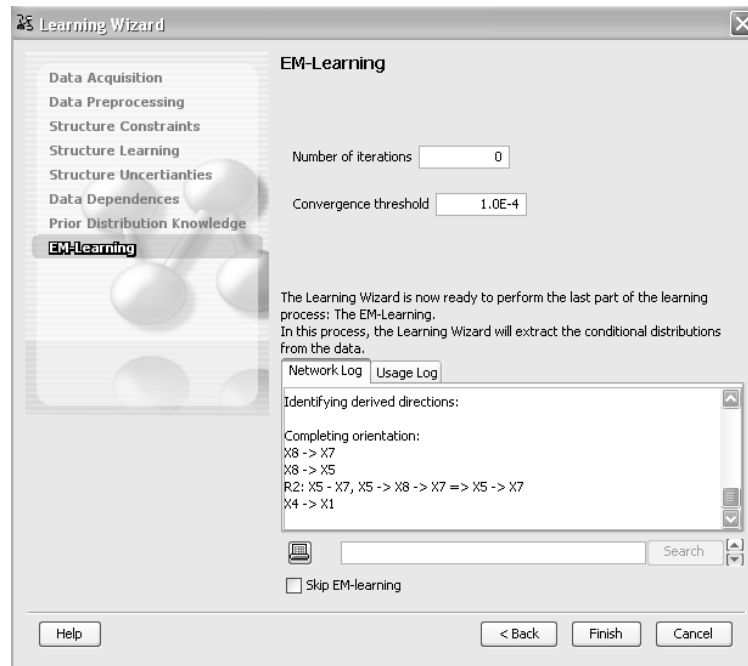 Learning Wizard
EM-Learning
Data Acquisition
Data Preprocessing
Structure Constraints
Structure Learning
Structure Uncertianties
Data Dependences
Prior Distribution Knowledge
EM-Learning
Number of iterations 0
Convergence threshold 1.0E-4
The Learning Wizard is now ready to perform the last part of the learning
process: The EM-Learning.
In this process, the Learning Wizard will extract the conditional distributions
from the data.
Network Log Usage Log
Identifying derived directions:
Completing orientation:
X8 -> X7
X8 -> X5
R2: X5 - X7, X5 -> X8 -> X7 => X5 -> X7
X4 -> X1
Search
Skip EM-learning
Help < Back Finish Cancel